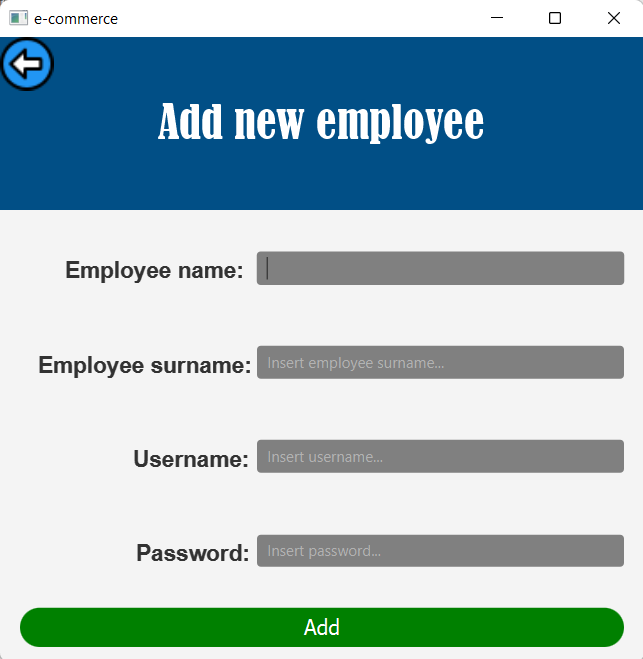 e-commerce
Add new employee
Employee name:
Employee surname: Insert employee surname...
Username: Insert username...
Password: Insert password...
Add